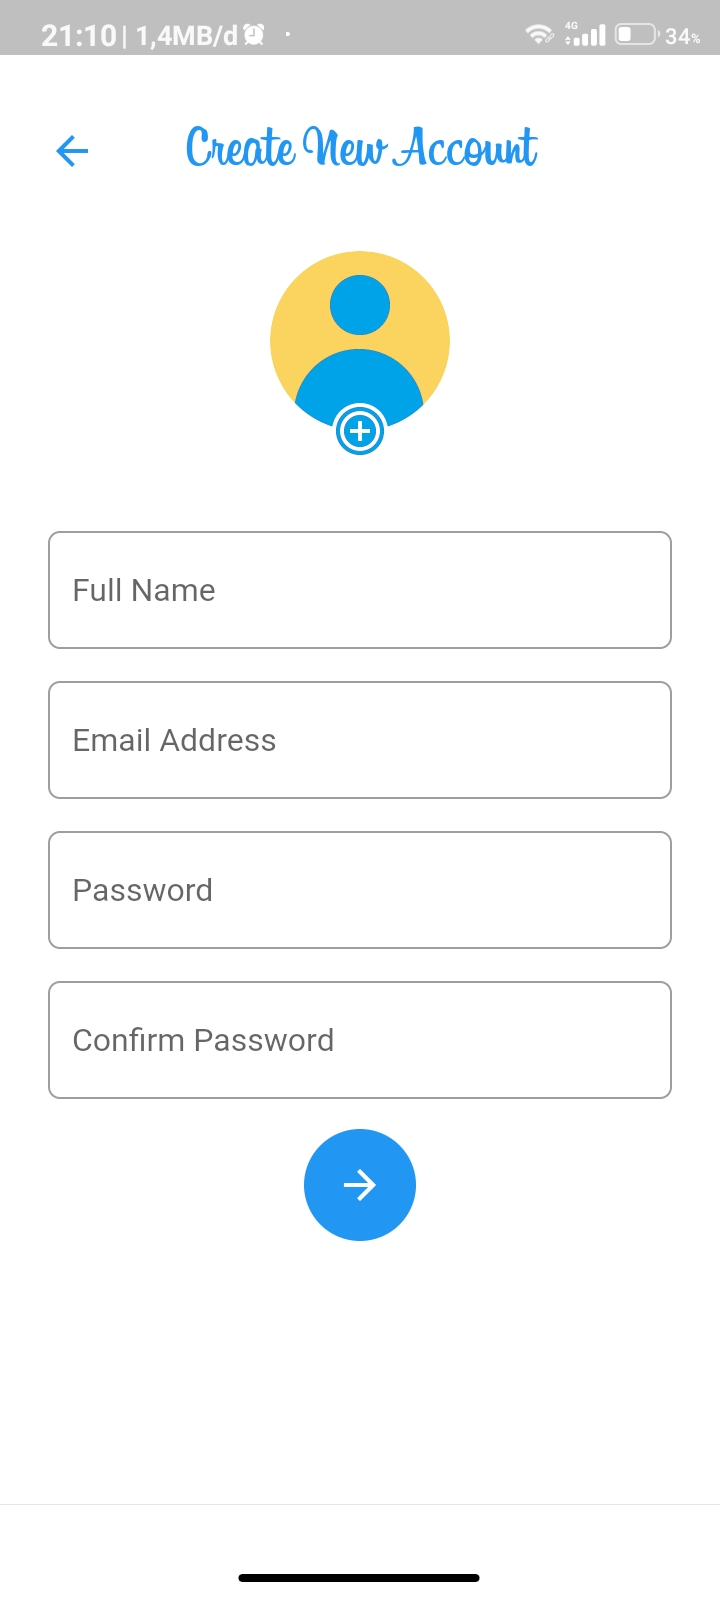 21:10 | 1,4MB/d
4G
34%
Create New Account
Full Name
Email Address
Password
Confirm Password